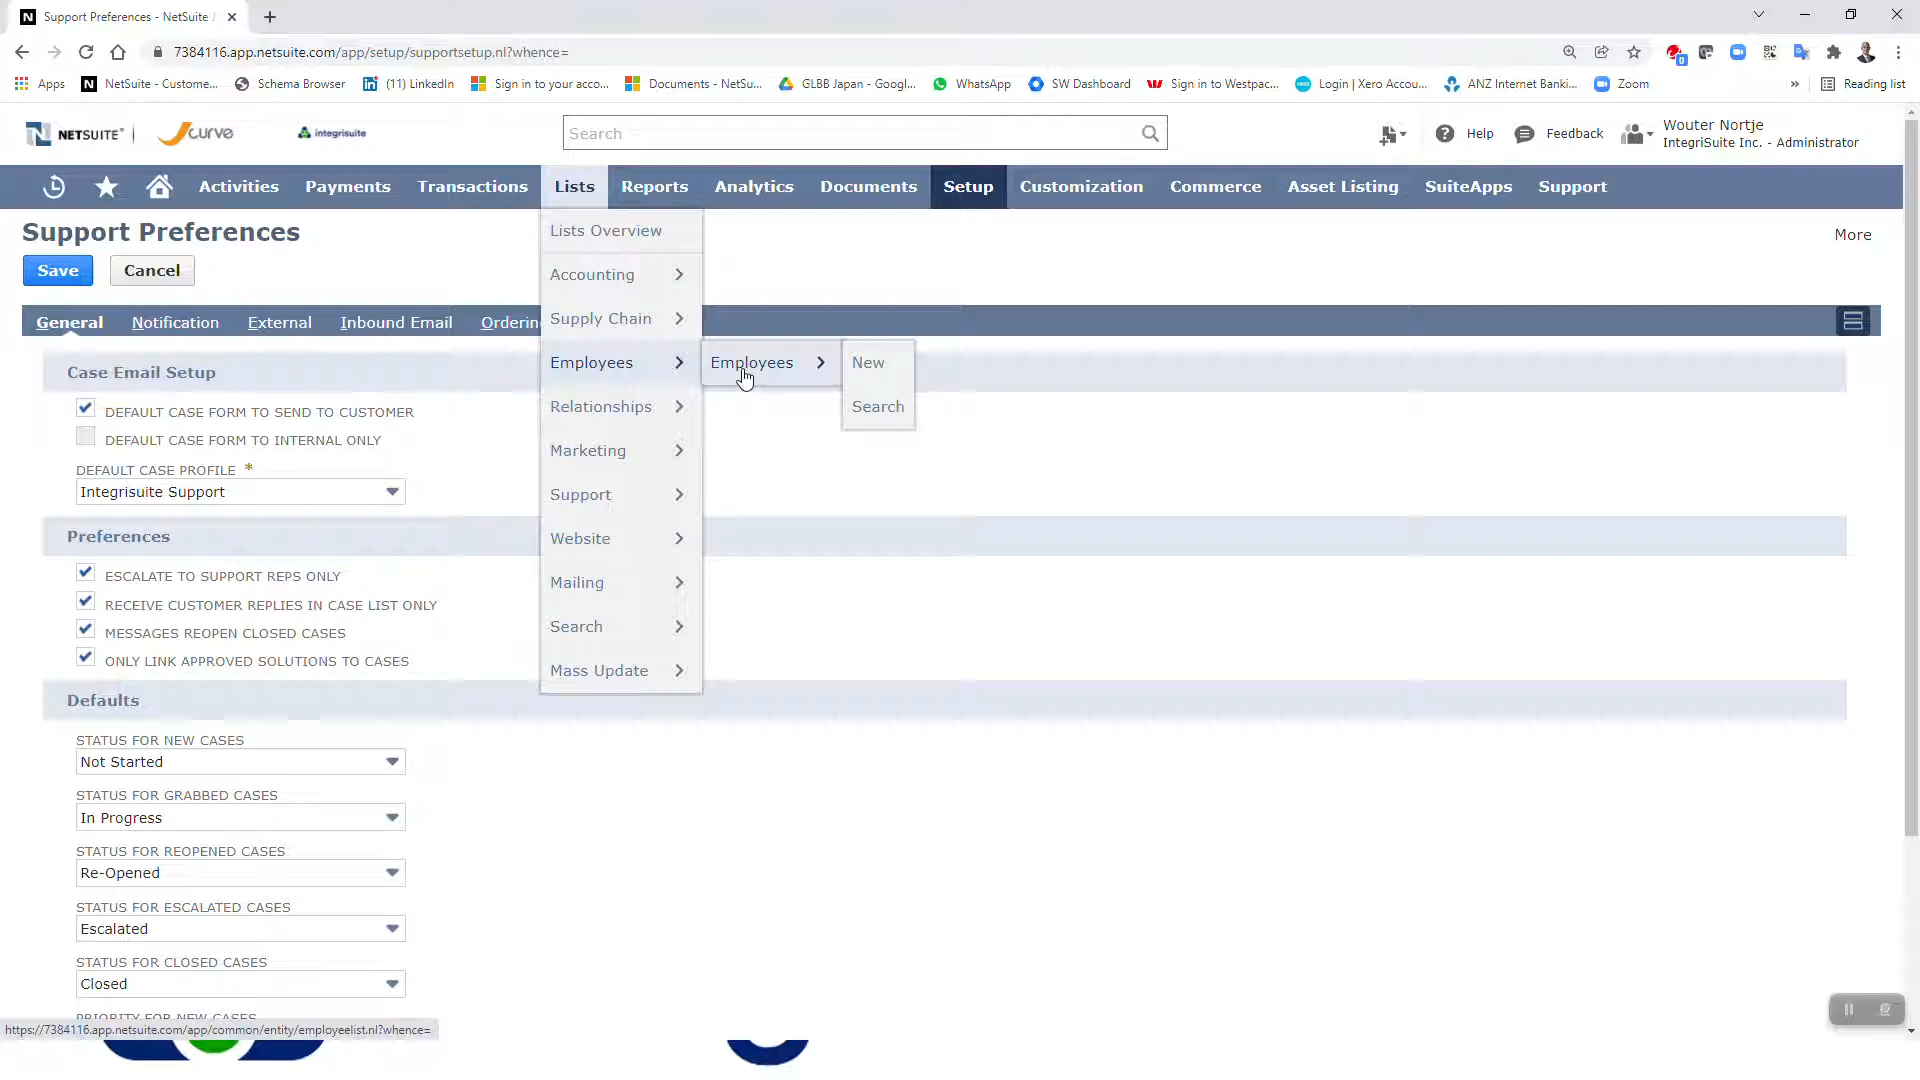 Support Preferences - NetSuite
7384116.app.netsuite.com/app/setup/supportsetup.nl?whence=
0
Apps NetSuite - Custome... Schema Browser (11) LinkedIn Sign in to your acco... Documents - NetSu... GLBB Japan - Googl... WhatsApp SW Dashboard Sign in to Westpac... Login | Xero Accou... ANZ Internet Banki... Zoom » Reading list
N NETSUITE curve integrisuite Search Help Feedback Wouter Nortje
IntegriSuite Inc. - Administrator
Activities Payments Transactions Lists Reports Analytics Documents Setup Customization Commerce Asset Listing SuiteApps Support
Support Preferences
More
Save Cancel
General Notification External Inbound Email
Lists Overview
Accounting
Supply Chain
Employees
Relationships
Marketing
Support
Website
Mailing
Search
Mass Update
Employees
New
Search
Case Email Setup
DEFAULT CASE FORM TO SEND TO CUSTOMER
DEFAULT CASE FORM TO INTERNAL ONLY
DEFAULT CASE PROFILE *
Integrisuite Support
Preferences
ESCALATE TO SUPPORT REPS ONLY
RECEIVE CUSTOMER REPLIES IN CASE LIST ONLY
MESSAGES REOPEN CLOSED CASES
ONLY LINK APPROVED SOLUTIONS TO CASES
Defaults
STATUS FOR NEW CASES
Not Started
STATUS FOR GRABBED CASES
In Progress
STATUS FOR REOPENED CASES
Re-Opened
STATUS FOR ESCALATED CASES
Escalated
STATUS FOR CLOSED CASES
Closed
PRIORITY FOR NEW CASES
https://7384116.app.netsuite.com/app/common/entity/employeelist.nl?whence=